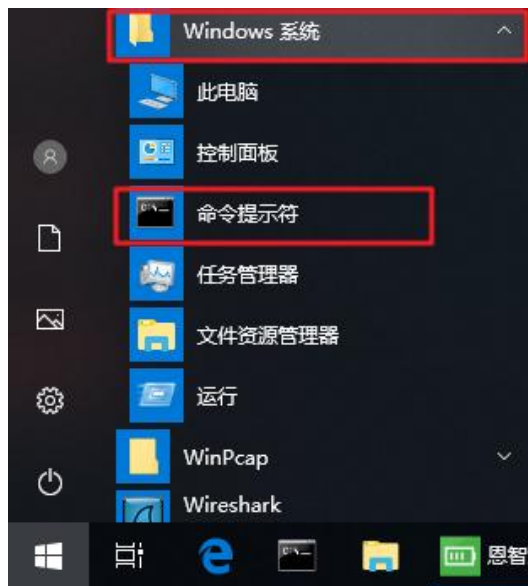 Windows 系统
此电脑
控制面板
命令提示符
任务管理器
文件资源管理器
运行
WinPcap
Wireshark
恩智